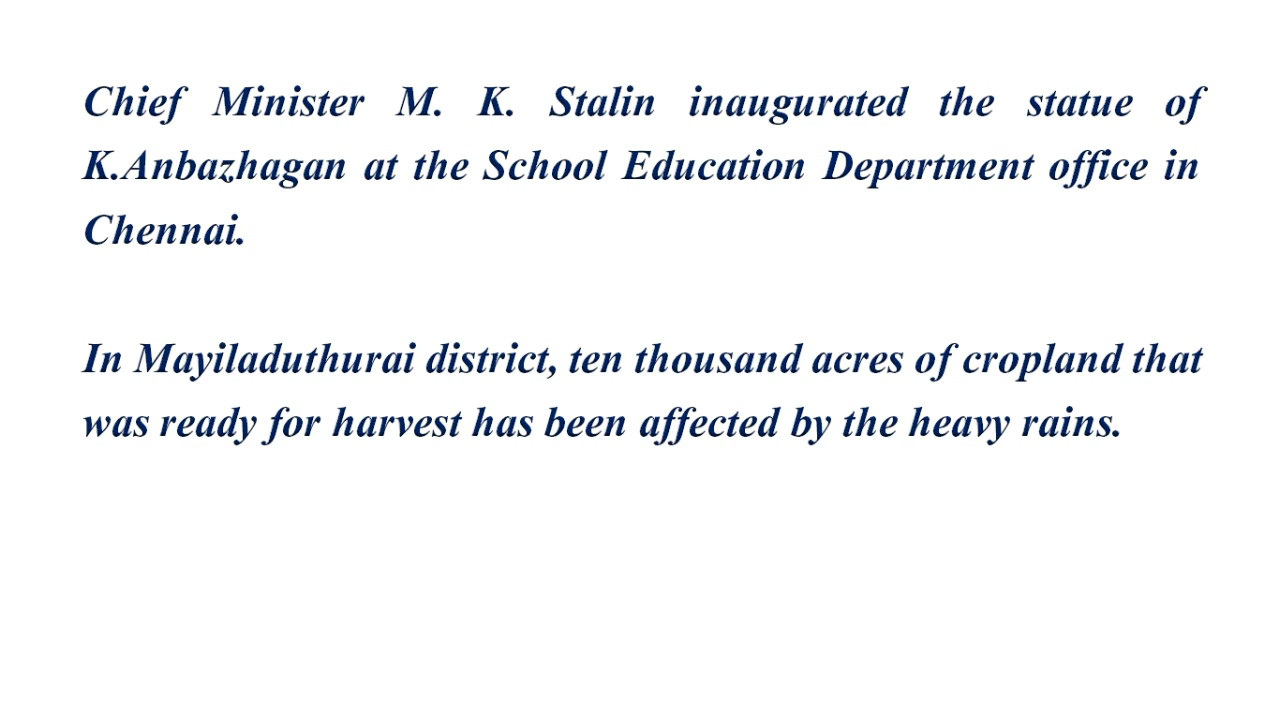 Chief Minister M. K. Stalin inaugurated the statue of
K.Anbazhagan at the School Education Department office in
Chennai.
In Mayiladuthurai district, ten thousand acres of cropland that
was ready for harvest has been affected by the heavy rains.